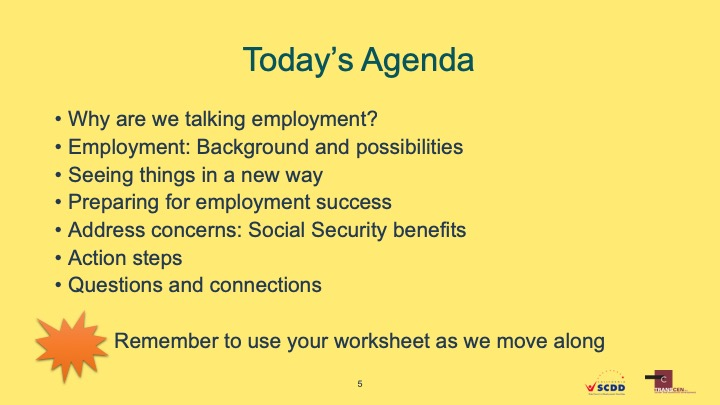 Today’s Agenda
• Why are we talking employment?
• Employment: Background and possibilities
• Seeing things in a new way
• Preparing for employment success
• Address concerns: Social Security benefits
• Action steps
• Questions and connections
Remember to use your worksheet as we move along
5
SCDD
C
TRANSCEN